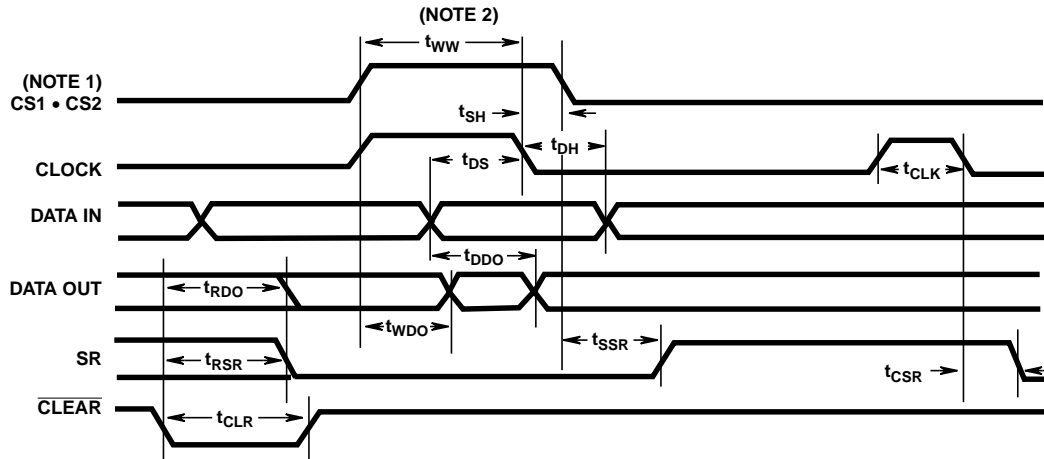 (NOTE 2)
tWW
(NOTE 1)
CS1 • CS2
tSH
CLOCK
tDS
tDH
tCLK
DATA IN
tDDO
DATA OUT
tRDO
tWDO
tSSR
SR
tRSR
tCSR
CLEAR
tCLR